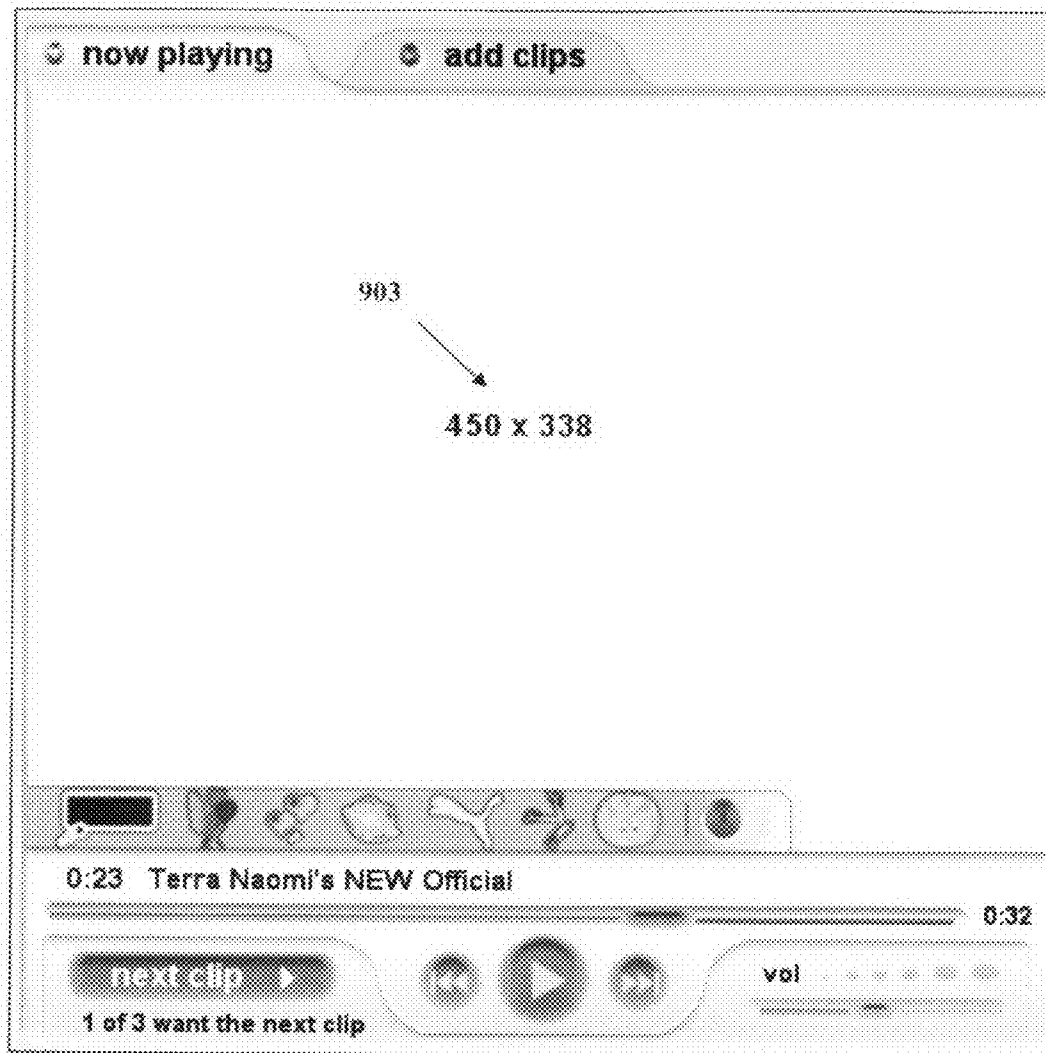 now playing
add clips
903
450 x 338
0:23 Terra Naomi's NEW Official
0:32
next clip
vol
1 of 3 want the next clip